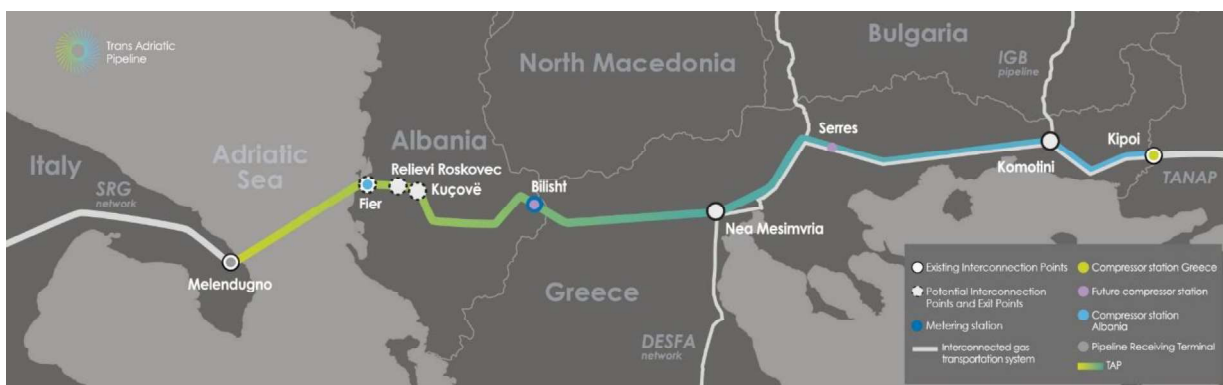 Trans Adriatic
Pipeline
North Macedonia
Bulgaria
IGB
pipeline
Italy
SRG
network
Adriatic
Sea
Albania
Relievi Roskovec
Kuçovë
Fier
Bilisht
Serres
Komotini
Kipoi
TANAP
Melendugno
Nea Mesimvria
Greece
DESFA
network
Existing Interconnection Points
Potential Interconnection
Points and Exit Points
Metering station
Interconnected gas
transportation system
Compressor station Greece
Future compressor station
Compressor station
Albania
Pipeline Receiving Terminal
TAP